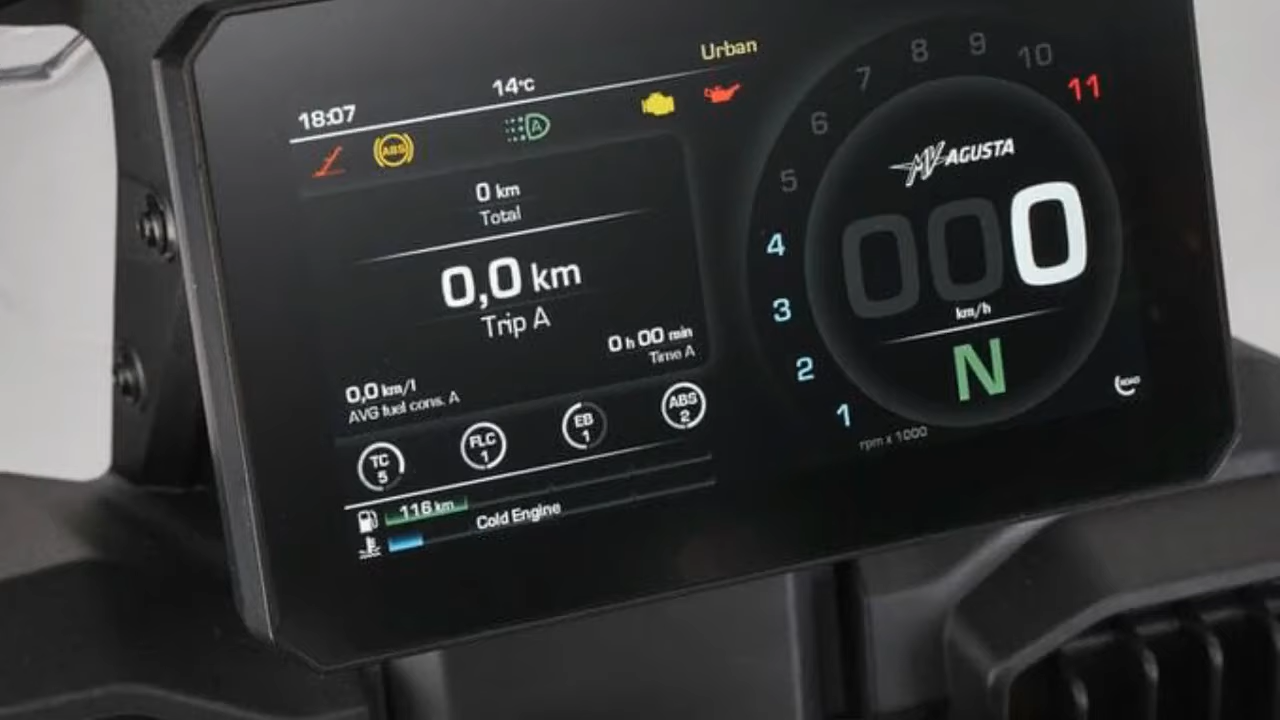 18:07
14°C
Urban
ABS
A
0 km
Total
0,0 km
Trip A
0 h 00 min
Time A
0,0 km/l
AVG fuel cons. A
TC
5
FLC
1
EB
1
ABS
2
116 km
Cold Engine
1
2
3
4
5
6
7
8
9
10
11
MV AGUSTA
000
km/h
N
rpm x 1000
ROAD